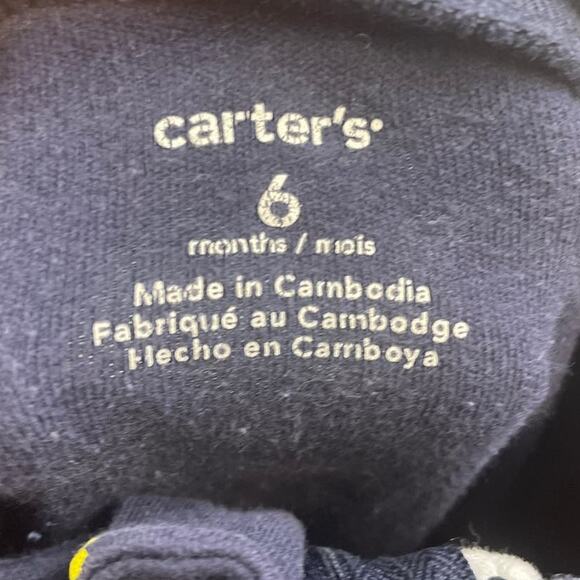 carter's
6
months / mois
Made in Cambodia
Fabriqué au Cambodge
Hecho en Camboya